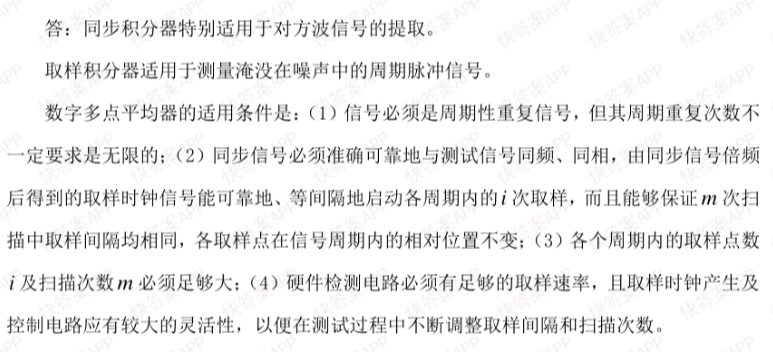 答：同步积分器特别适用于对方波信号的提取。
取样积分器适用于测量淹没在噪声中的周期脉冲信号。
数字多点平均器的适用条件是：（1）信号必须是周期性重复信号，但其周期重复次数不
一定要求是无限的；（2）同步信号必须准确可靠地与测试信号同频、同相，由同步信号倍频
后得到的取样时钟信号能可靠地、等间隔地启动各周期内的i次取样，而且能够保证m次扫
描中取样间隔均相同，各取样点在信号周期内的相对位置不变；（3）各个周期内的取样点数
i及扫描次数m必须足够大；（4）硬件检测电路必须有足够的取样速率，且取样时钟产生及
控制电路应有较大的灵活性，以便在测试过程中不断调整取样间隔和扫描次数。